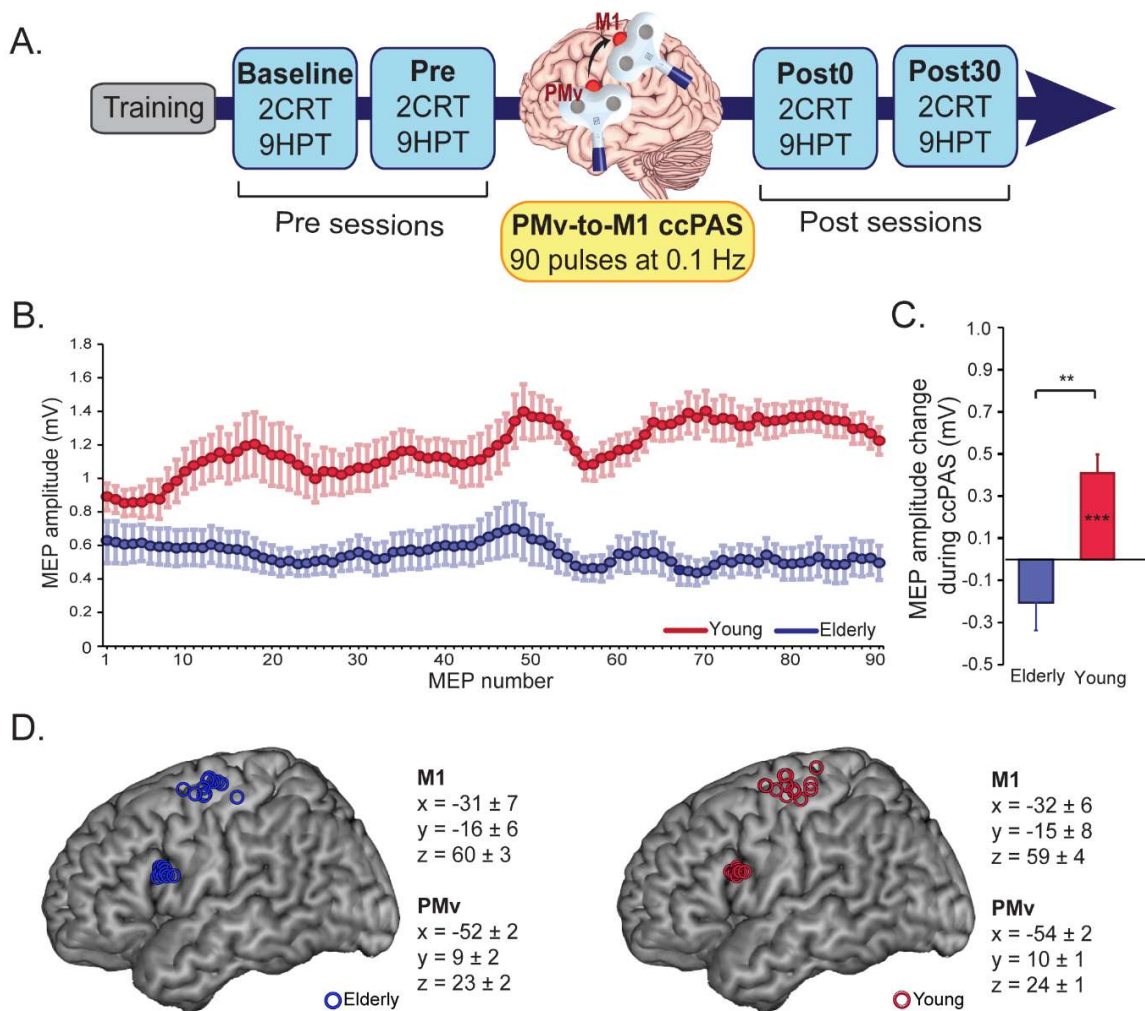 A.
Training
Baseline
2CRT
9HPT
Pre
2CRT
9HPT
M1
PMv
Post0
2CRT
9HPT
Post30
2CRT
9HPT
Pre sessions
Post sessions
PMv-to-M1 ccPAS
90 pulses at 0.1 Hz
B.
MEP amplitude (mV)
1.8
1.6
1.4
1.2
1
0.8
0.6
0.4
0.2
0
1 10 20 30 40 50 60 70 80 90
MEP number
Young Elderly
C.
MEP amplitude change
during ccPAS (mV)
1.0
0.9
0.7
0.5
0.3
0.1
-0.1
-0.3
-0.5
**
***
Elderly Young
D.
M1
x = -31 ± 7
y = -16 ± 6
z = 60 ± 3
PMv
x = -52 ± 2
y = 9 ± 2
z = 23 ± 2
Elderly
M1
x = -32 ± 6
y = -15 ± 8
z = 59 ± 4
PMv
x = -54 ± 2
y = 10 ± 1
z = 24 ± 1
Young